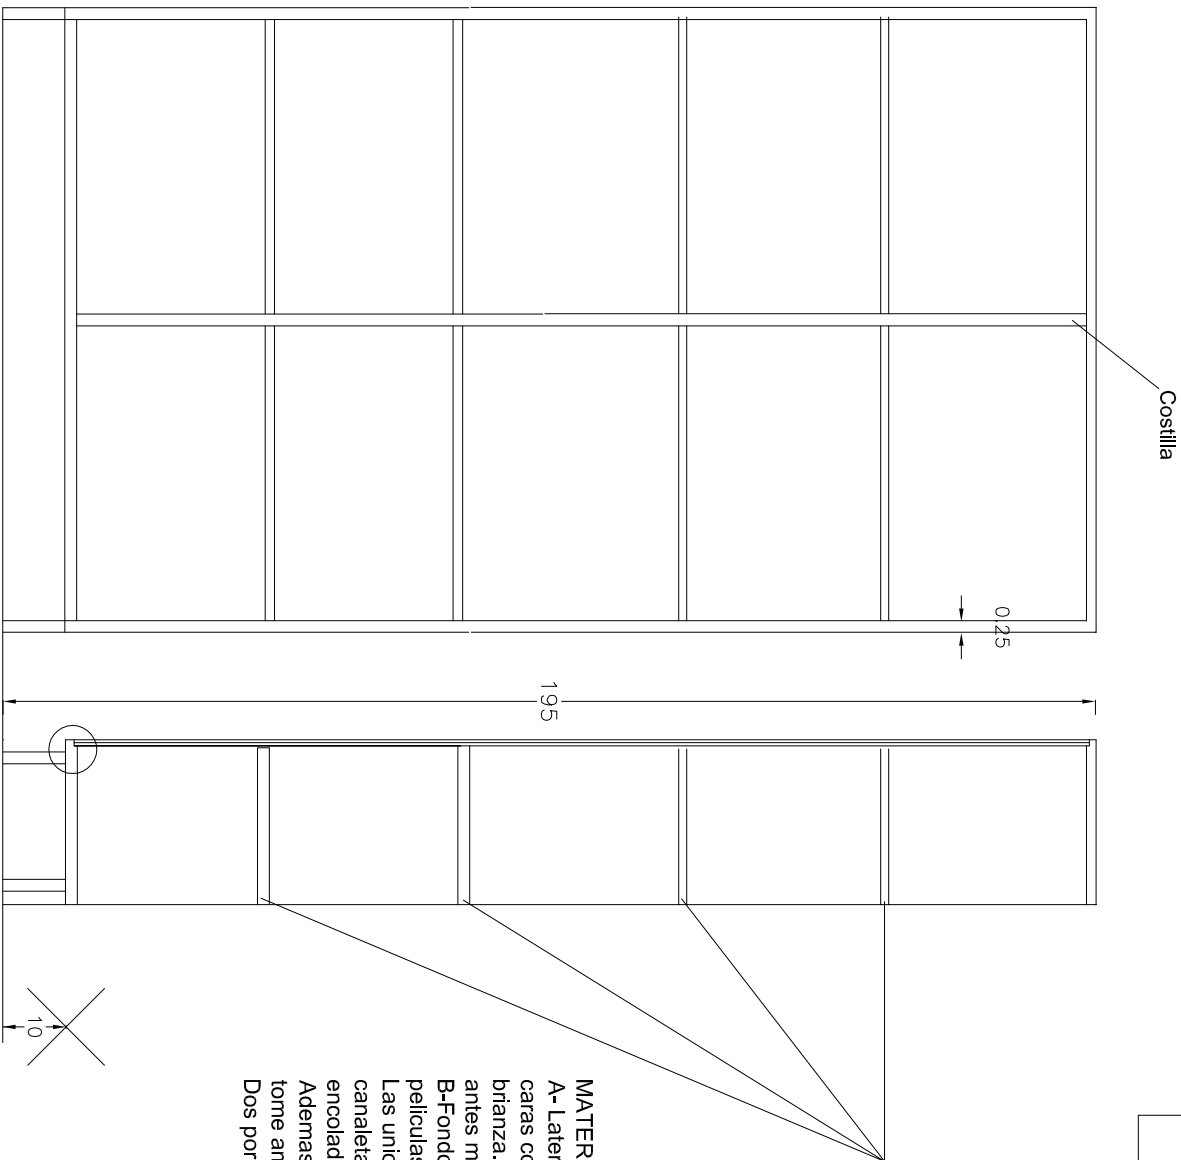 Costilla
0.25
195
10
MATER
A- Later
caras co
brianza.
antes m
B-Fondo
peliculas
Las unio
canaleta
encolad
Ademas
tome am
Dos por